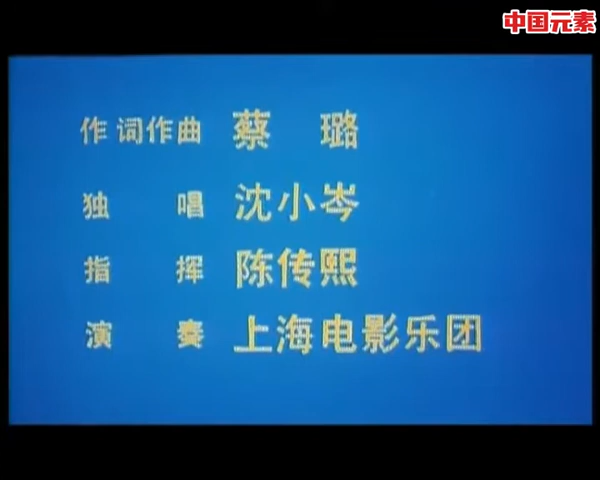 中国元素
作词作曲 蔡璐
独唱 沈小岑
指挥 陈传熙
演奏 上海电影乐团